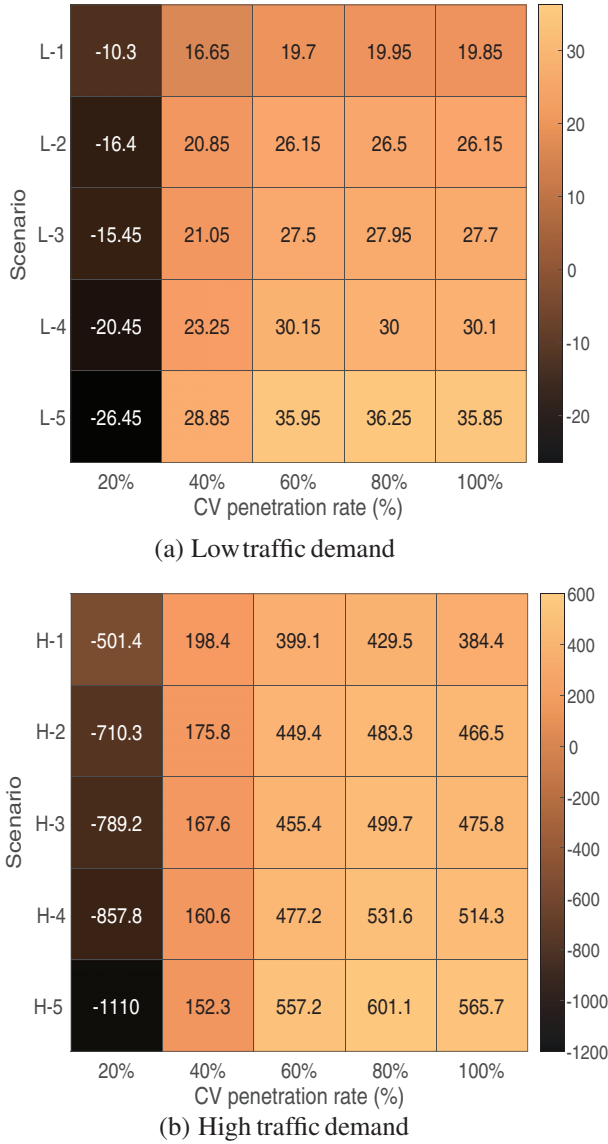 L-1 -10.3 16.65 19.7 19.95 19.85
L-2 -16.4 20.85 26.15 26.5 26.15
L-3 -15.45 21.05 27.5 27.95 27.7
L-4 -20.45 23.25 30.15 30 30.1
L-5 -26.45 28.85 35.95 36.25 35.85
Scenario
20% 40% 60% 80% 100%
CV penetration rate (%)
30
20
10
0
-10
-20
(a) Low traffic demand
H-1 -501.4 198.4 399.1 429.5 384.4
H-2 -710.3 175.8 449.4 483.3 466.5
H-3 -789.2 167.6 455.4 499.7 475.8
H-4 -857.8 160.6 477.2 531.6 514.3
H-5 -1110 152.3 557.2 601.1 565.7
Scenario
20% 40% 60% 80% 100%
CV penetration rate (%)
600
400
200
0
-200
-400
-600
-800
-1000
-1200
(b) High traffic demand